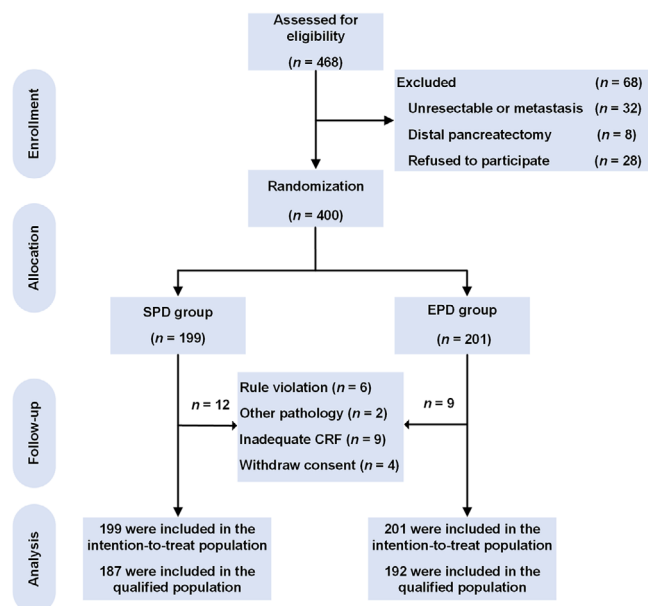 Assessed for
eligibility
(n = 468)
Enrollment
Excluded (n = 68)
Unresectable or metastasis (n = 32)
Distal pancreatectomy (n = 8)
Refused to participate (n = 28)
Randomization
(n = 400)
Allocation
SPD group
(n = 199)
EPD group
(n = 201)
Follow-up
n = 12
Rule violation (n = 6)
Other pathology (n = 2)
Inadequate CRF (n = 9)
Withdraw consent (n = 4)
n = 9
Analysis
199 were included in the
intention-to-treat population
187 were included in the
qualified population
201 were included in the
intention-to-treat population
192 were included in the
qualified population